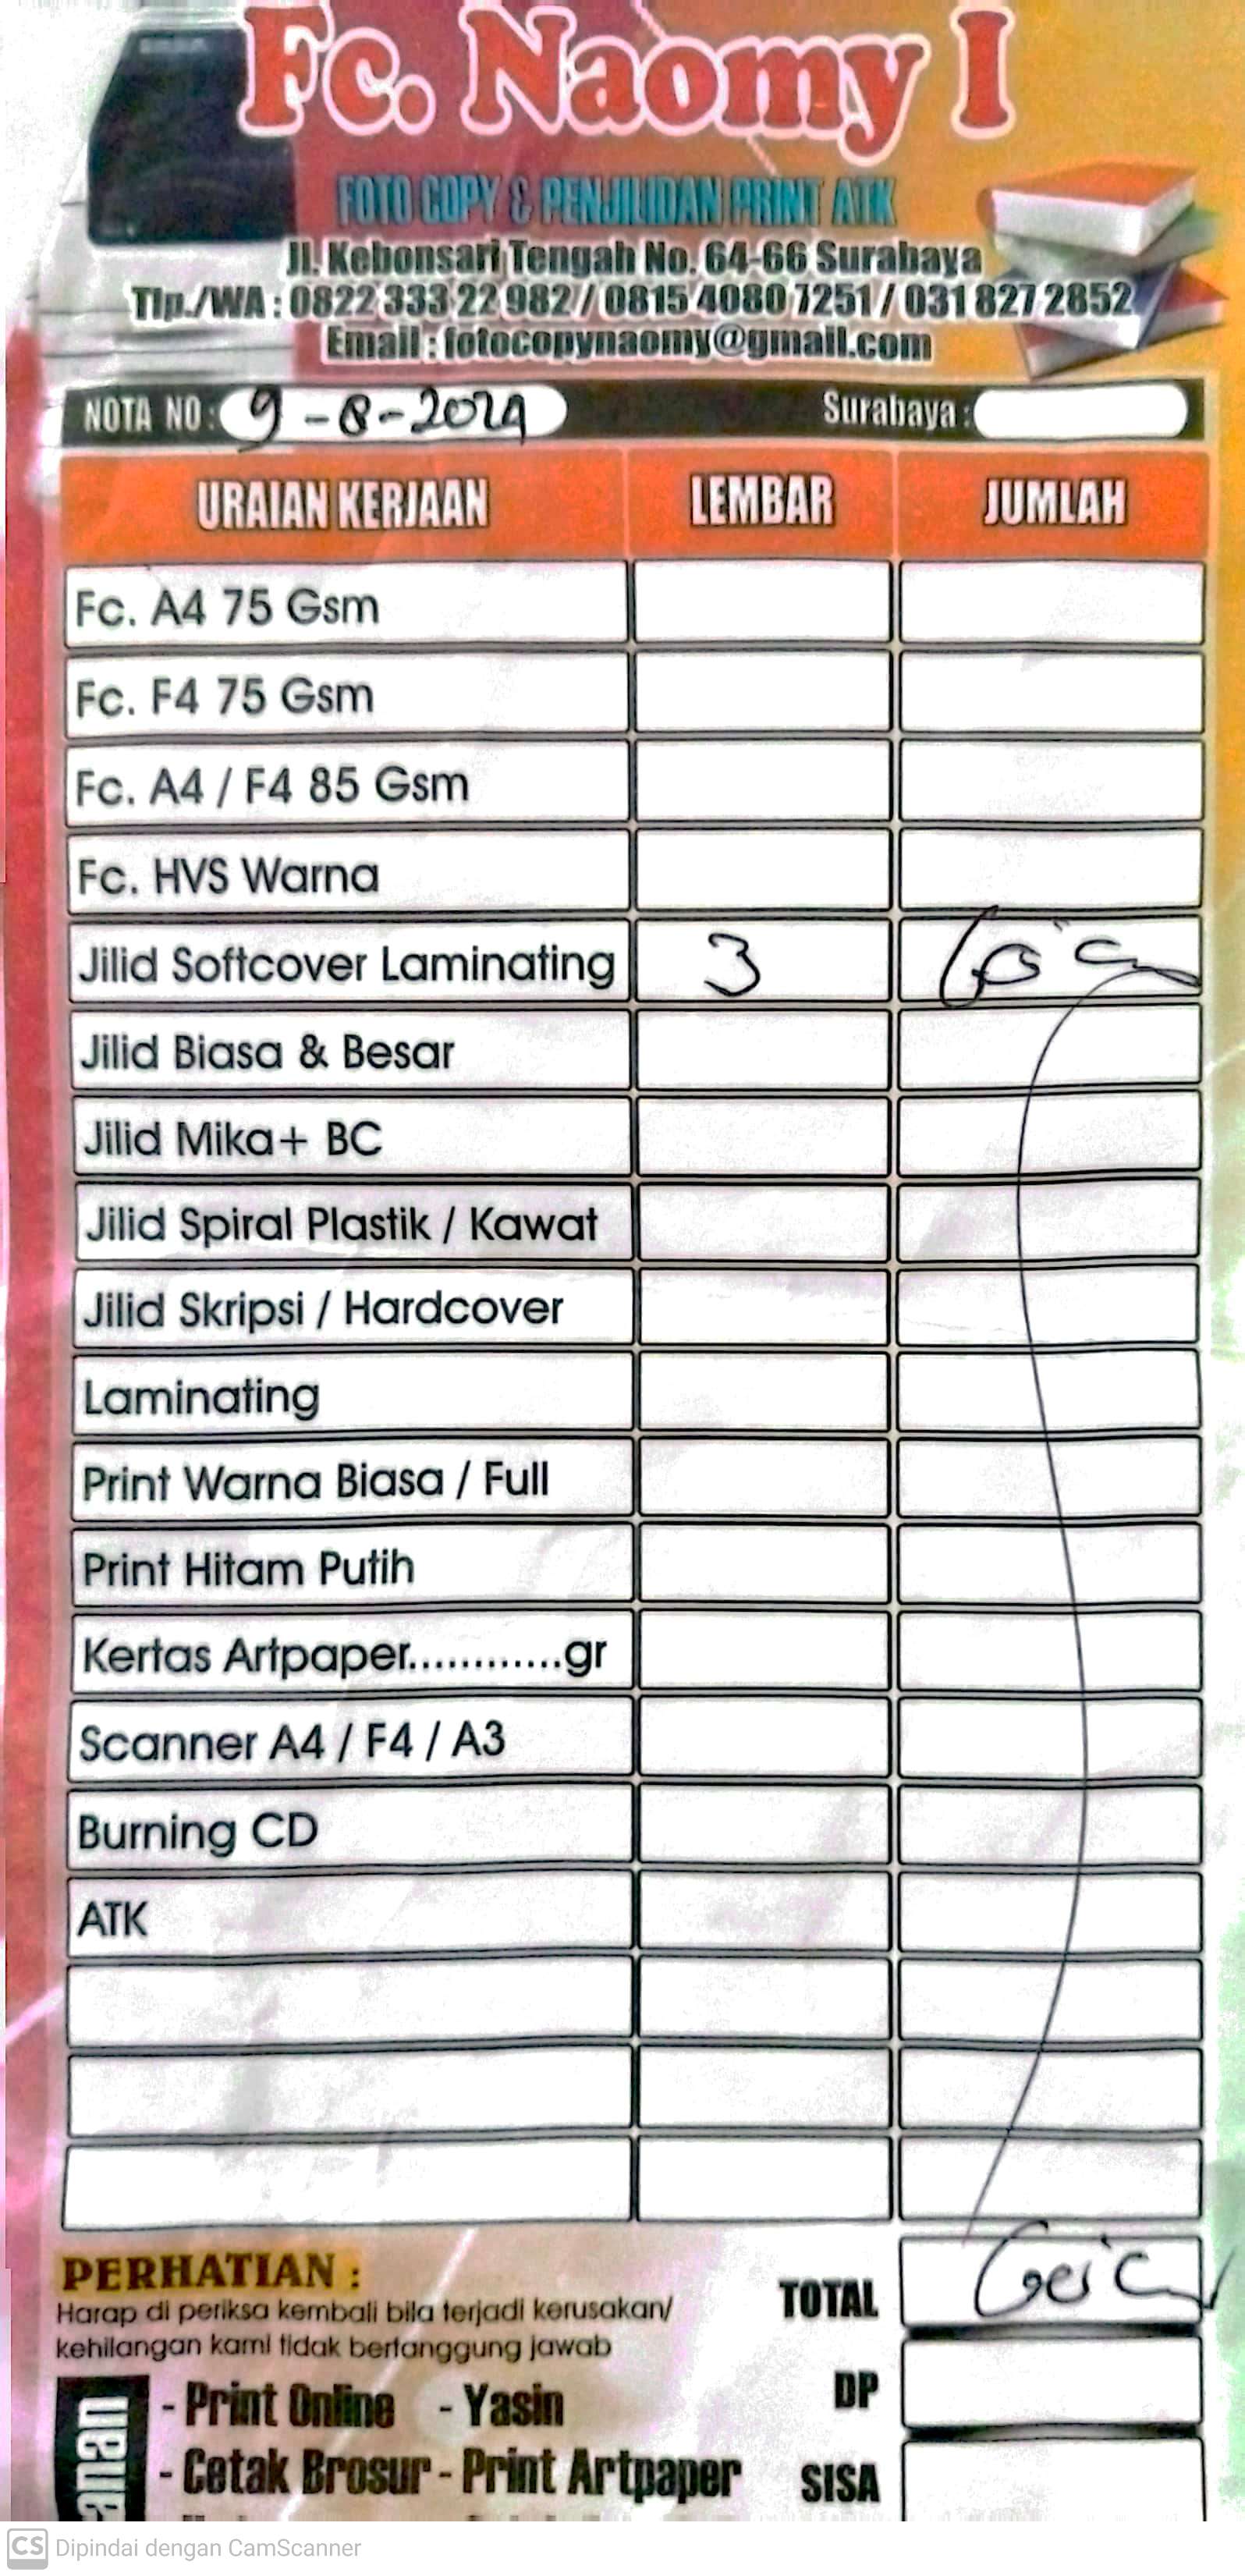 Fc. Naomy I
FOTO COPY & PENJILIDAN PRINT ATK
Jl. Kebonsari Tengah No. 64-66 Surabaya
Tlp./WA : 0822 333 22 982 / 0815 4080 7251 / 031 827 2852
Email : fotocopynaomy@gmail.com
NOTA NO : 9-8-2024 Surabaya :
URAIAN KERJAAN LEMBAR JUMLAH
Fc. A4 75 Gsm
Fc. F4 75 Gsm
Fc. A4 / F4 85 Gsm
Fc. HVS Warna
Jilid Softcover Laminating 3
Jilid Biasa & Besar
Jilid Mika+ BC
Jilid Spiral Plastik / Kawat
Jilid Skripsi / Hardcover
Laminating
Print Warna Biasa / Full
Print Hitam Putih
Kertas Artpaper............gr
Scanner A4 / F4 / A3
Burning CD
ATK
PERHATIAN :
Harap di periksa kembali bila terjadi kerusakan/
kehilangan kami tidak bertanggung jawab
TOTAL
DP
SISA
- Print Online - Yasin
- Cetak Brosur - Print Artpaper
CS Dipindai dengan CamScanner